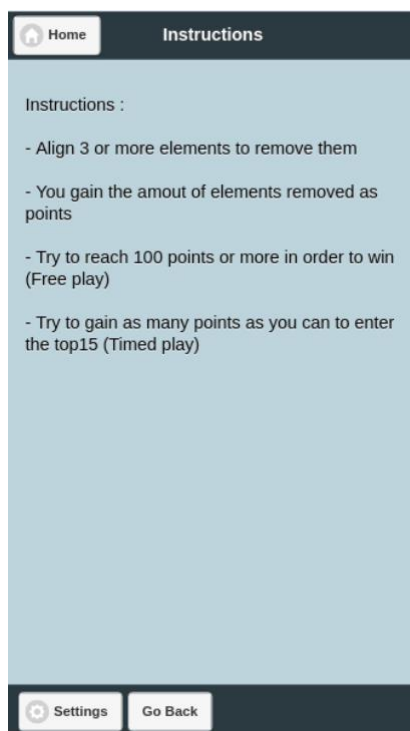 Home
Instructions
Instructions :
- Align 3 or more elements to remove them
- You gain the amout of elements removed as
points
- Try to reach 100 points or more in order to win
(Free play)
- Try to gain as many points as you can to enter
the top15 (Timed play)
Settings
Go Back